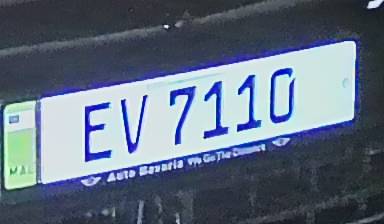 EV 7110
MAL
Auto Bavaria We Go The Distance